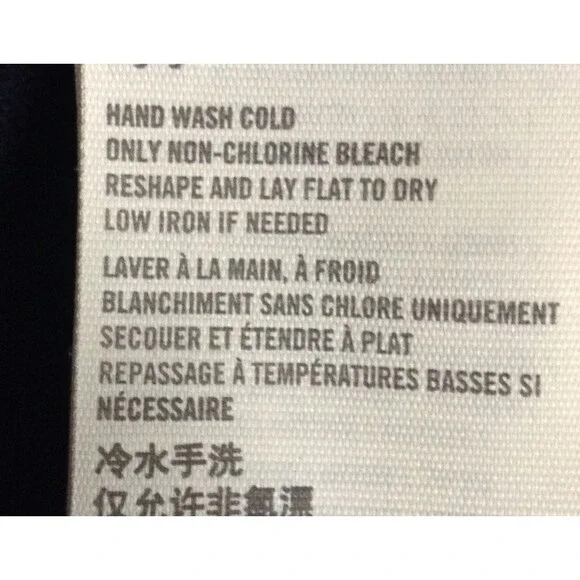 HAND WASH COLD
ONLY NON-CHLORINE BLEACH
RESHAPE AND LAY FLAT TO DRY
LOW IRON IF NEEDED
LAVER À LA MAIN, À FROID
BLANCHIMENT SANS CHLORE UNIQUEMENT
SECOUER ET ÉTENDRE À PLAT
REPASSAGE À TEMPÉRATURES BASSES SI
NÉCESSAIRE
冷水手洗
仅允许非氯漂